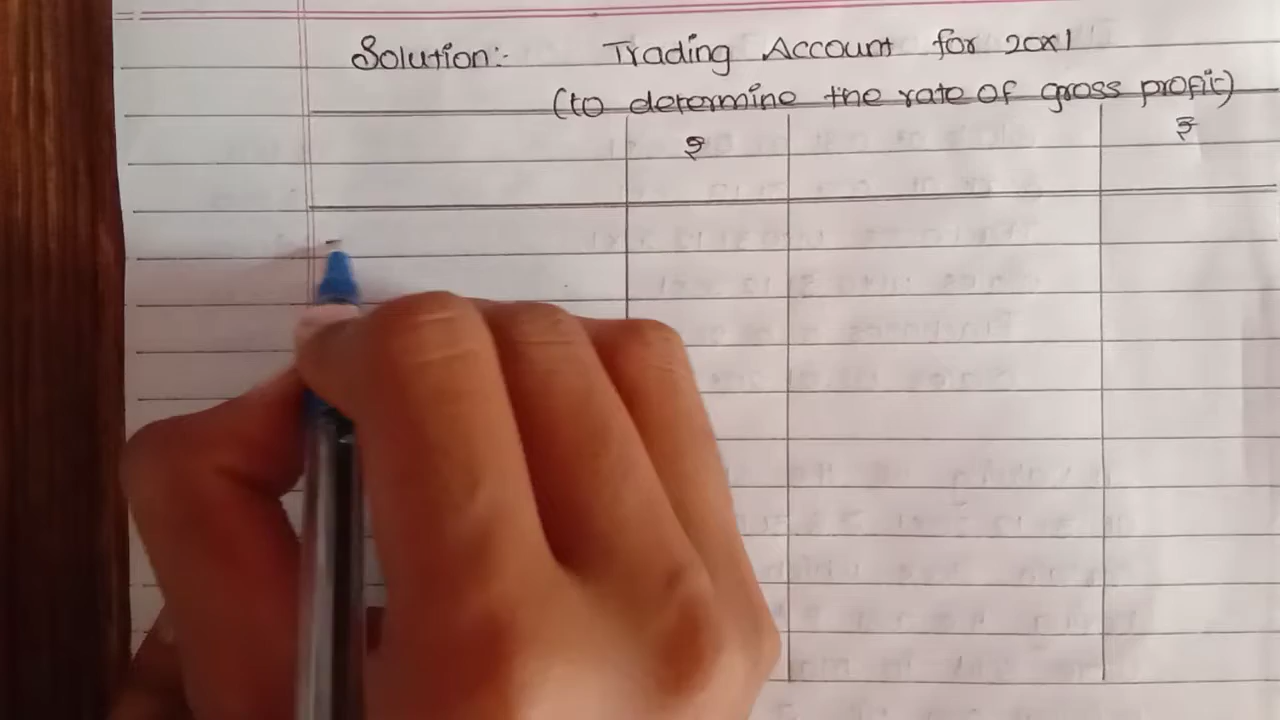 Solution:- Trading Account for 20x1
(to determine the rate of gross profit)
₹ ₹